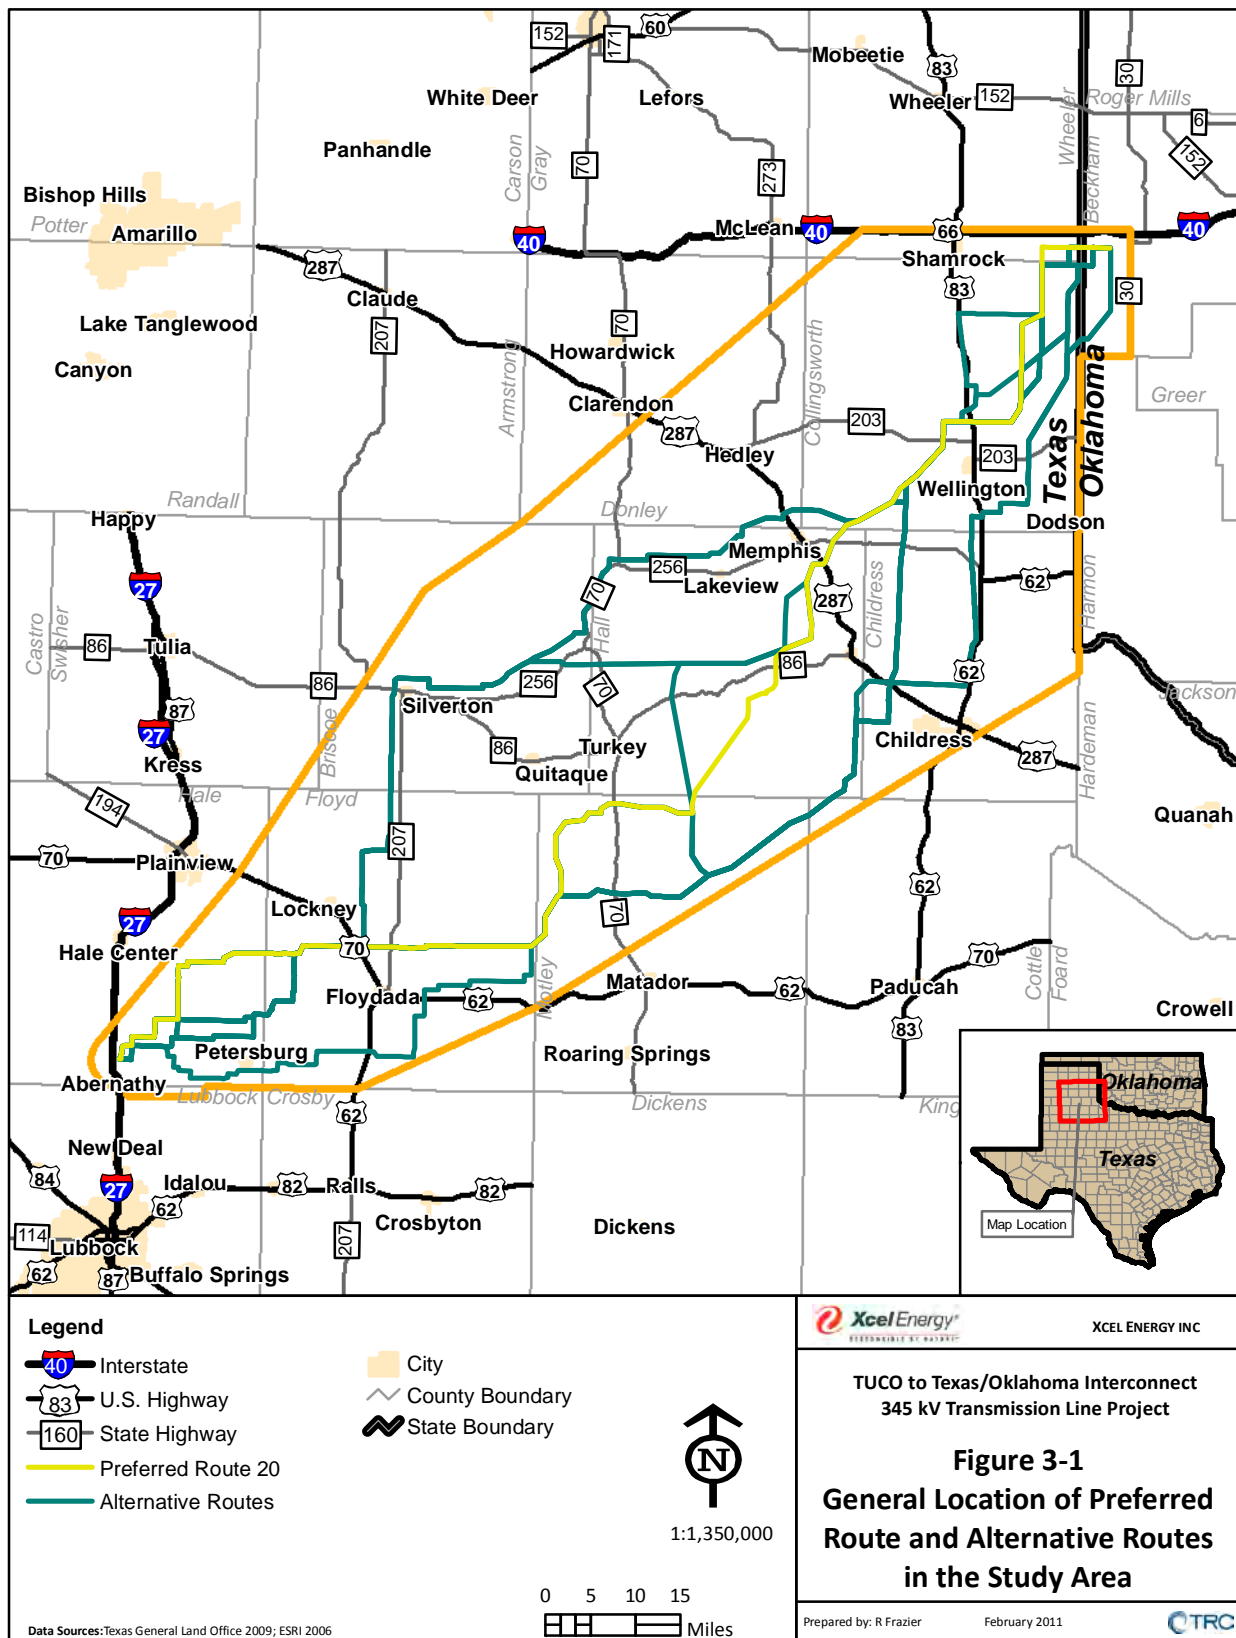 152
171
60
Mobeetie
83
30
White Deer
Lefors
Wheeler
152
Wheeler
Roger Mills
6
152
Panhandle
Carson
Gray
70
273
Beckham
Bishop Hills
Potter
Amarillo
McLean
40
40
66
40
Shamrock
287
Claude
83
30
Lake Tanglewood
207
70
Howardwick
Canyon
Armstrong
Collingsworth
Clarendon
287
203
Greer
Hedley
203
Texas
Oklahoma
Wellington
Randall
Happy
Donley
Dodson
Memphis
27
256
Lakeview
62
70
287
Castro
Swisher
Hall
Childress
Harmon
86
Tulia
86
256
86
62
Jackson
Silverton
70
87
27
Briscoe
86
Turkey
Childress
287
Kress
Quitaque
Hardeman
Hale
Floyd
194
Quanah
70
Plainview
207
62
Lockney
70
27
Hale Center
70
70
Cottle
Foard
Floydada
62
Motley
Matador
62
Paducah
Crowell
83
Petersburg
Roaring Springs
Abernathy
Lubbock
Crosby
Dickens
King
62
New Deal
84
27
Idalou
82
Ralls
82
62
Crosbyton
Dickens
114
Lubbock
207
62
87
Buffalo Springs
Oklahoma
Texas
Map Location
Legend
40 Interstate
83 U.S. Highway
160 State Highway
Preferred Route 20
Alternative Routes
City
County Boundary
State Boundary
N
1:1,350,000
0 5 10 15
Miles
Data Sources:Texas General Land Office 2009; ESRI 2006
Xcel Energy®
RESPONSIBLE BY NATURE
XCEL ENERGY INC
TUCO to Texas/Oklahoma Interconnect
345 kV Transmission Line Project
Figure 3-1
General Location of Preferred
Route and Alternative Routes
in the Study Area
Prepared by: R Frazier
February 2011
TRC